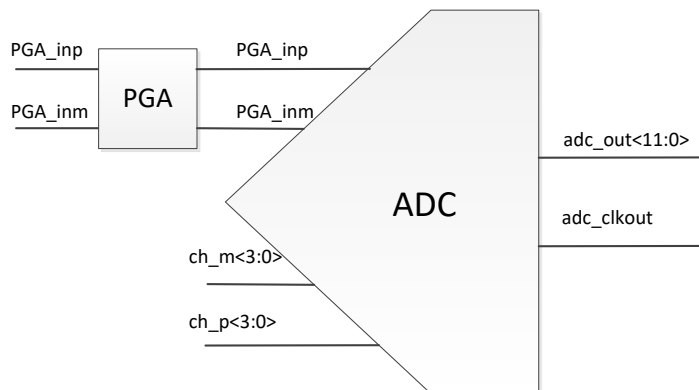 PGA_inp
PGA_inp
PGA
PGA_inm
PGA_inm
adc_out<11:0>
ADC
adc_clkout
ch_m<3:0>
ch_p<3:0>